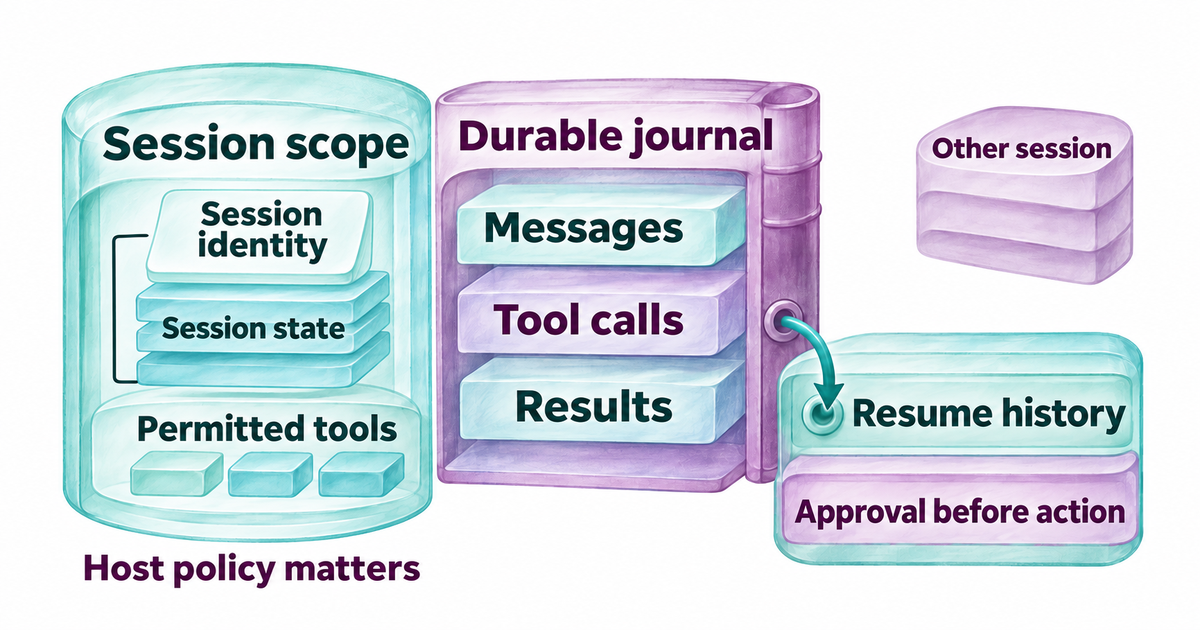 Session scope
Session
identity
Session state
Permitted tools
Host policy matters
Durable journal
Messages
Tool calls
Results
Other session
Resume history
Approval before action